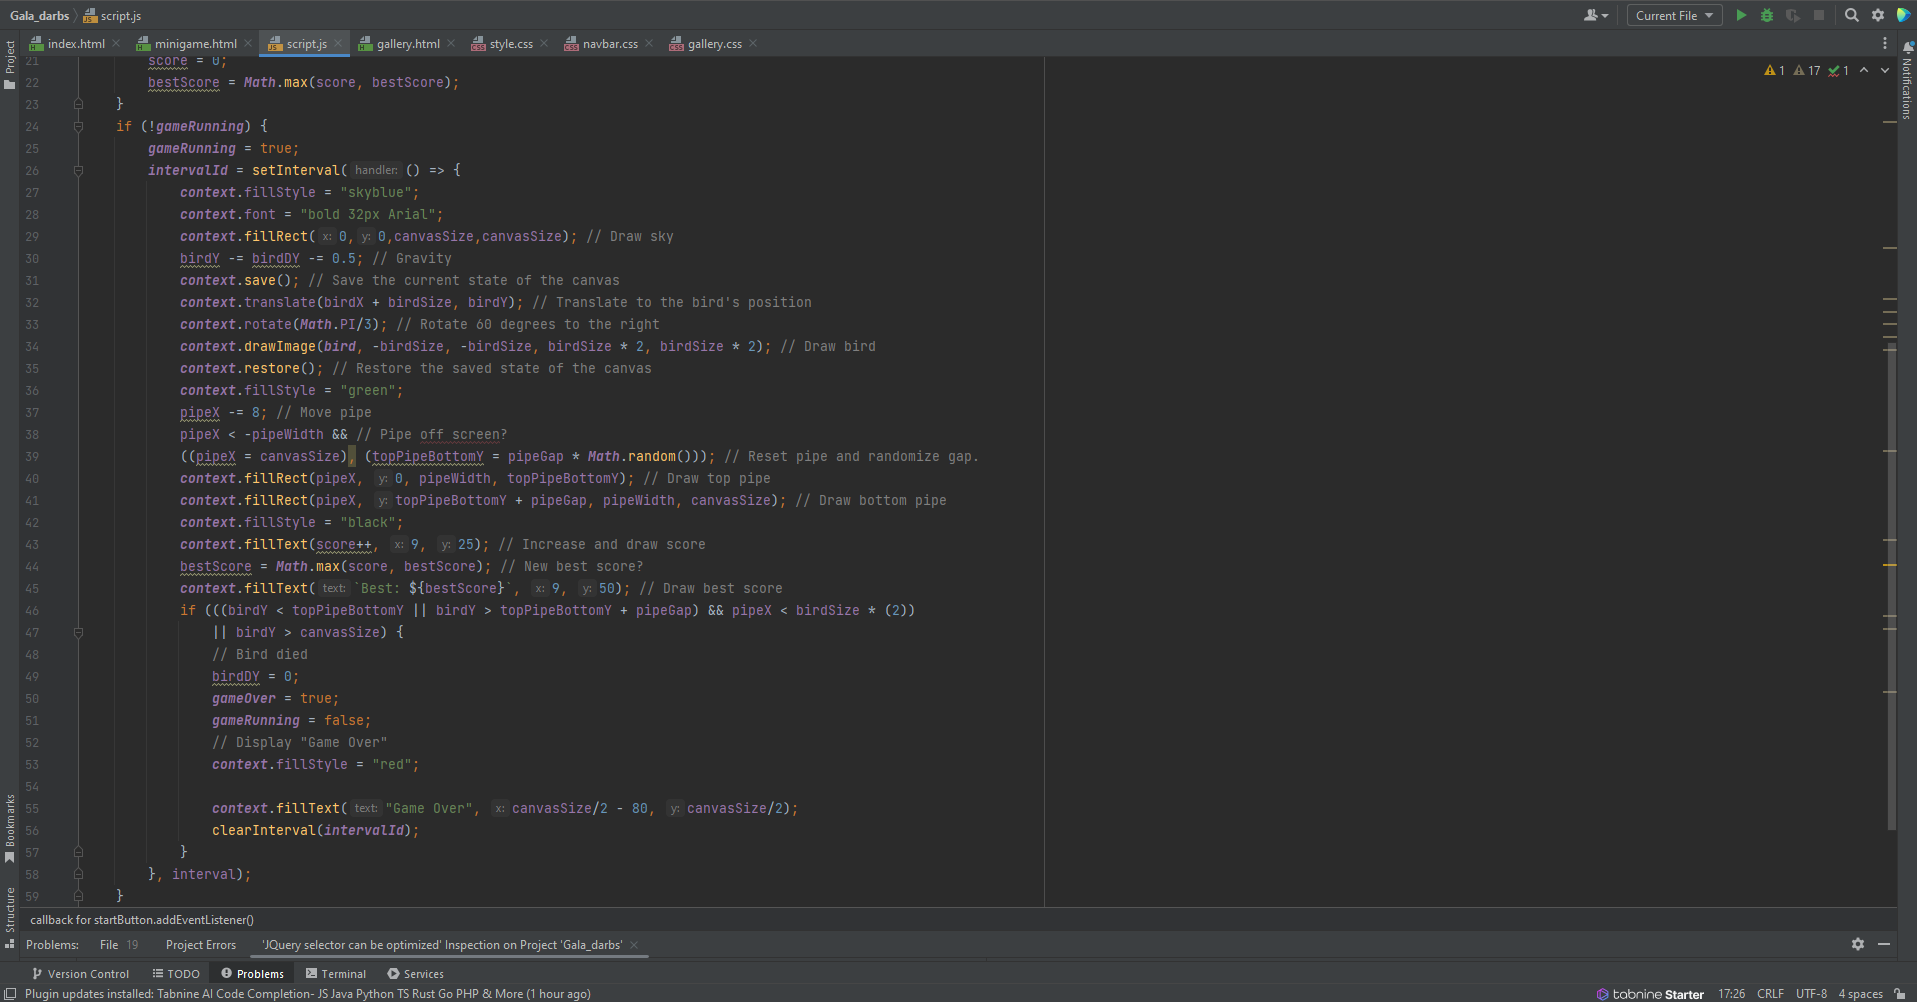 Gala_darbs
script.js
Current File
index.html
minigame.html
script.js
gallery.html
style.css
navbar.css
gallery.css
Project
Notifications
1 17 1
21 score = 0;
22 bestScore = Math.max(score, bestScore);
23 }
24 if (!gameRunning) {
25 gameRunning = true;
26 intervalId = setInterval( handler: () => {
27 context.fillStyle = "skyblue";
28 context.font = "bold 32px Arial";
29 context.fillRect( x: 0, y: 0,canvasSize,canvasSize); // Draw sky
30 birdY -= birdDY -= 0.5; // Gravity
31 context.save(); // Save the current state of the canvas
32 context.translate(birdX + birdSize, birdY); // Translate to the bird's position
33 context.rotate(Math.PI/3); // Rotate 60 degrees to the right
34 context.drawImage(bird, -birdSize, -birdSize, birdSize * 2, birdSize * 2); // Draw bird
35 context.restore(); // Restore the saved state of the canvas
36 context.fillStyle = "green";
37 pipeX -= 8; // Move pipe
38 pipeX < -pipeWidth && // Pipe off screen?
39 ((pipeX = canvasSize), (topPipeBottomY = pipeGap * Math.random())); // Reset pipe and randomize gap.
40 context.fillRect(pipeX, y: 0, pipeWidth, topPipeBottomY); // Draw top pipe
41 context.fillRect(pipeX, y: topPipeBottomY + pipeGap, pipeWidth, canvasSize); // Draw bottom pipe
42 context.fillStyle = "black";
43 context.fillText(score++, x: 9, y: 25); // Increase and draw score
44 bestScore = Math.max(score, bestScore); // New best score?
45 context.fillText( text: `Best: ${bestScore}`, x: 9, y: 50); // Draw best score
46 if (((birdY < topPipeBottomY || birdY > topPipeBottomY + pipeGap) && pipeX < birdSize * (2))
47 || birdY > canvasSize) {
48 // Bird died
49 birdDY = 0;
50 gameOver = true;
51 gameRunning = false;
52 // Display "Game Over"
53 context.fillStyle = "red";
54
55 context.fillText( text: "Game Over", x: canvasSize/2 - 80, y: canvasSize/2);
56 clearInterval(intervalId);
57 }
58 }, interval);
59 }
Bookmarks
Structure
callback for startButton.addEventListener()
Problems: File 19 Project Errors 'JQuery selector can be optimized' Inspection on Project 'Gala_darbs'
Version Control TODO Problems Terminal Services
Plugin updates installed: Tabnine AI Code Completion- JS Java Python TS Rust Go PHP & More (1 hour ago)
tabnine Starter 17:26 CRLF UTF-8 4 spaces